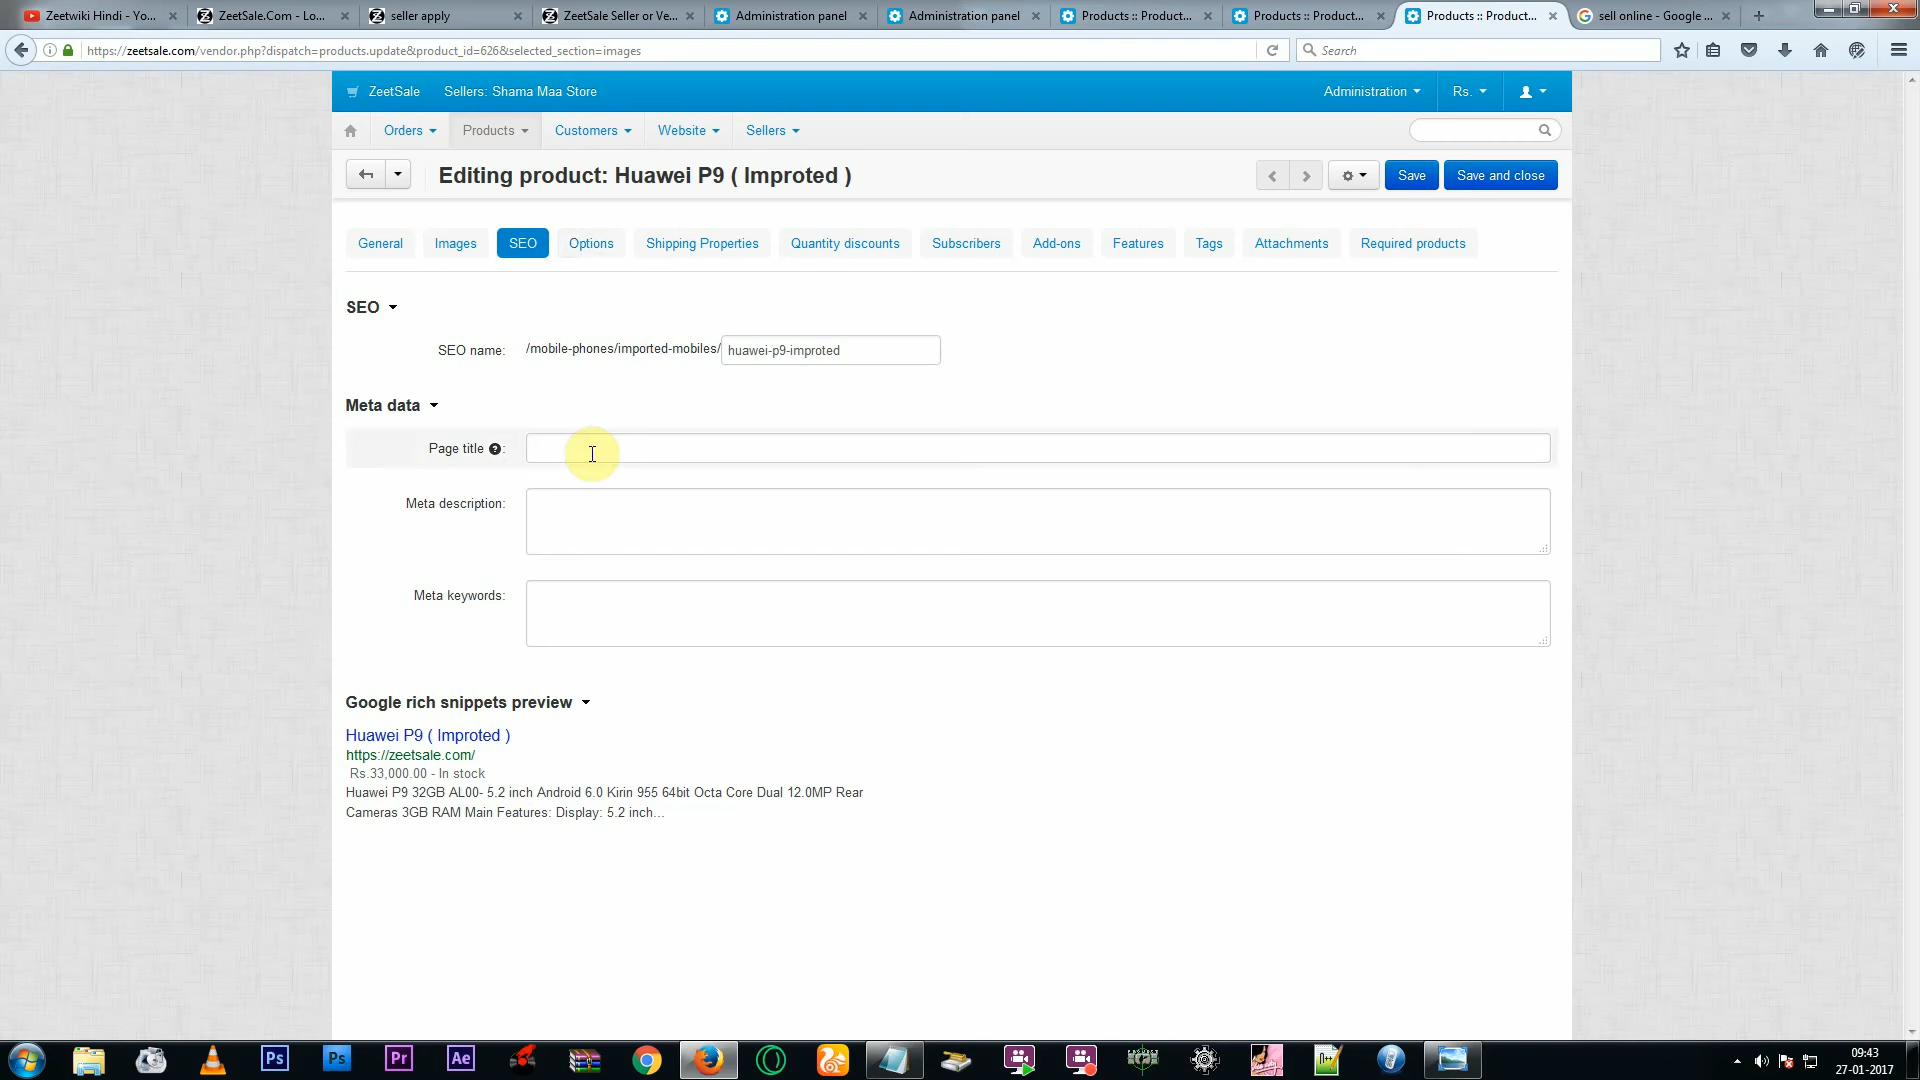 Zeetwiki Hindi - Yo...
ZeetSale.Com - Lo...
seller apply
ZeetSale Seller or Ve...
Administration panel
Administration panel
Products :: Product...
Products :: Product...
Products :: Product...
sell online - Google ...
https://zeetsale.com/vendor.php?dispatch=products.update&product_id=626&selected_section=images
Search
ZeetSale
Sellers: Shama Maa Store
Administration
Rs.
Orders
Products
Customers
Website
Sellers
Editing product: Huawei P9 ( Improted )
Save
Save and close
General
Images
SEO
Options
Shipping Properties
Quantity discounts
Subscribers
Add-ons
Features
Tags
Attachments
Required products
SEO
SEO name: /mobile-phones/imported-mobiles/ huawei-p9-improted
Meta data
Page title ?:
Meta description:
Meta keywords:
Google rich snippets preview
Huawei P9 ( Improted )
https://zeetsale.com/
Rs.33,000.00 - In stock
Huawei P9 32GB AL00- 5.2 inch Android 6.0 Kirin 955 64bit Octa Core Dual 12.0MP Rear
Cameras 3GB RAM Main Features: Display: 5.2 inch...
Ps
Ps
Pr
Ae
09:43
27-01-2017